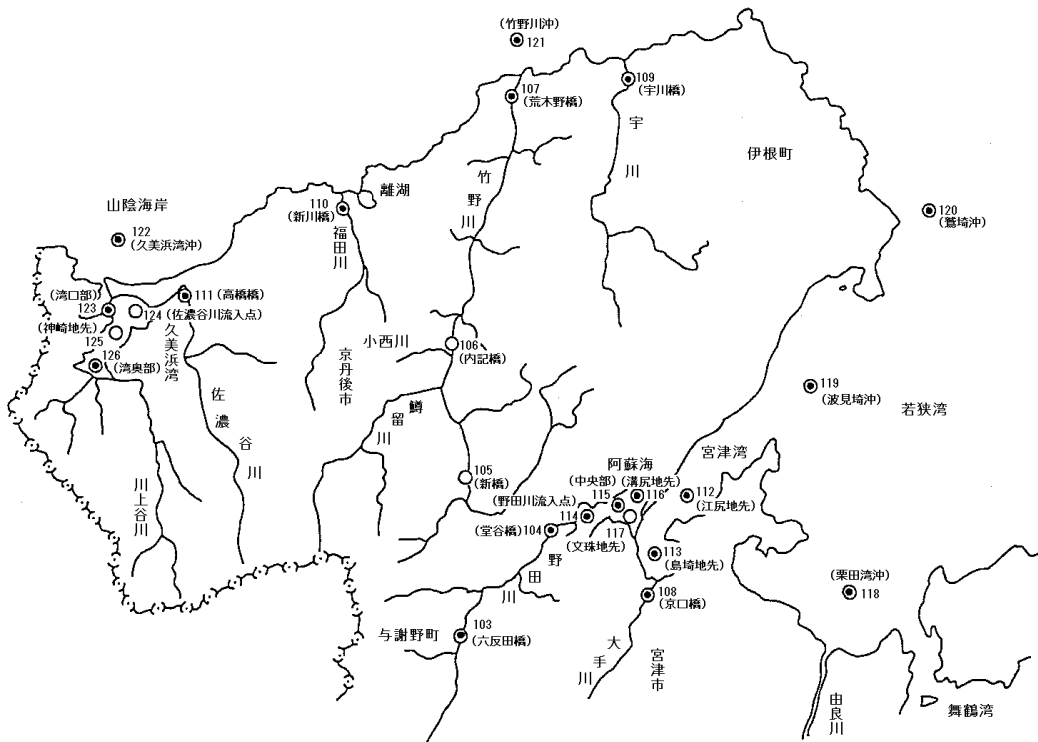 (竹野川沖)
121
109
(宇川橋)
107
(荒木野橋)
宇川
伊根町
竹野川
離湖
山陰海岸
110
(新川橋)
120
(鷲埼沖)
122
(久美浜湾沖)
福田川
(湾口部)
123
111(高橋橋)
124(佐濃谷川流入点)
(神崎地先)
125
久美浜湾
126
(湾奥部)
小西川
106
(内記橋)
京丹後市
119
(波見埼沖)
若狭湾
佐濃谷川
鱒留川
宮津湾
阿蘇海
105
(新橋)
(中央部)
(溝尻地先)
115
116
112
(江尻地先)
(野田川流入点)
114
川上谷川
(堂谷橋)104
117
(文珠地先)
113
(島埼地先)
野田川
(栗田湾沖)
118
108
(京口橋)
与謝野町
103
(六反田橋)
大手川
宮津市
由良川
舞鶴湾